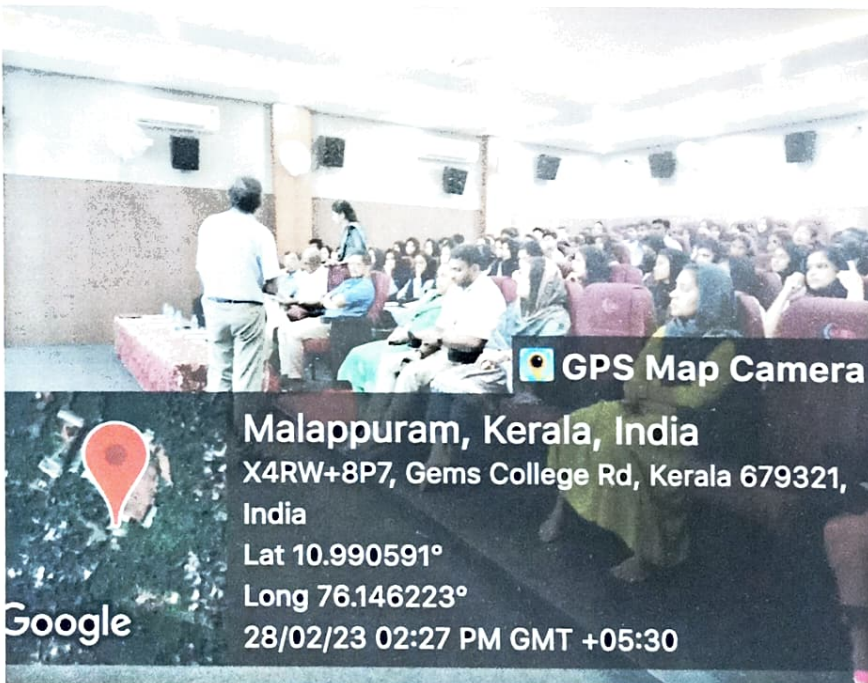 GPS Map Camera
Malappuram, Kerala, India
X4RW+8P7, Gems College Rd, Kerala 679321,
India
Lat 10.990591°
Long 76.146223°
28/02/23 02:27 PM GMT +05:30
Google